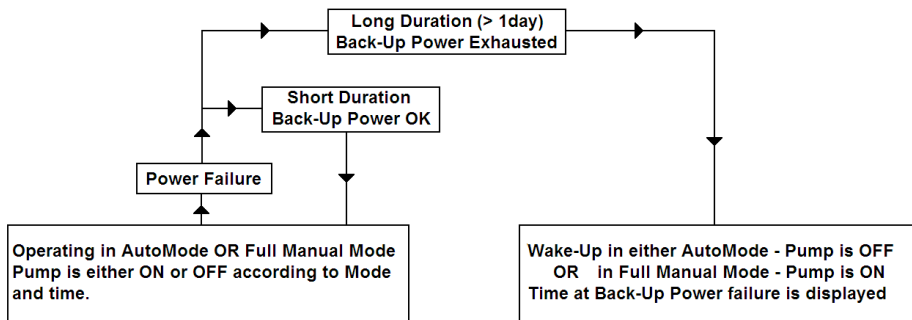 Long Duration (> 1day)
Back-Up Power Exhausted
Short Duration
Back-Up Power OK
Power Failure
Operating in AutoMode OR Full Manual Mode
Pump is either ON or OFF according to Mode
and time.
Wake-Up in either AutoMode - Pump is OFF
OR in Full Manual Mode - Pump is ON
Time at Back-Up Power failure is displayed